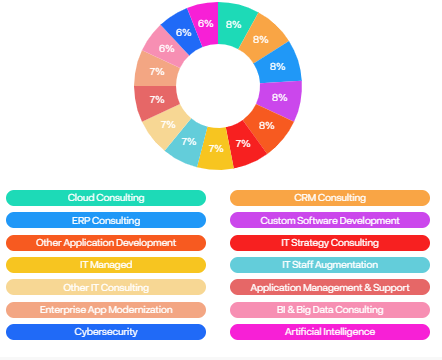 8%
8%
8%
8%
8%
7%
7%
7%
7%
7%
7%
6%
6%
6%
Cloud Consulting
CRM Consulting
ERP Consulting
Custom Software Development
Other Application Development
IT Strategy Consulting
IT Managed
IT Staff Augmentation
Other IT Consulting
Application Management & Support
Enterprise App Modernization
BI & Big Data Consulting
Cybersecurity
Artificial Intelligence